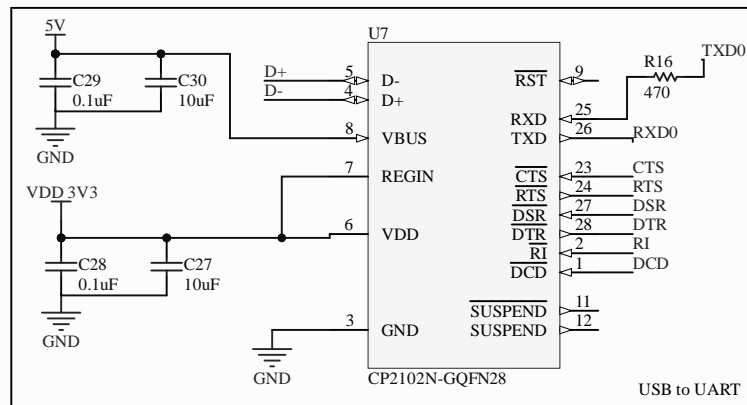 5V
C29
0.1uF
C30
10uF
GND
VDD 3V3
C28
0.1uF
C27
10uF
GND
GND
U7
D+
5
D-
D-
4
D+
8
VBUS
7
REGIN
6
VDD
3
GND
RST
9
RXD
25
R16
470
TXD0
TXD
26
RXD0
CTS
23
CTS
RTS
24
RTS
DSR
27
DSR
DTR
28
DTR
RI
2
RI
DCD
1
DCD
SUSPEND
11
SUSPEND
12
CP2102N-GQFN28
USB to UART